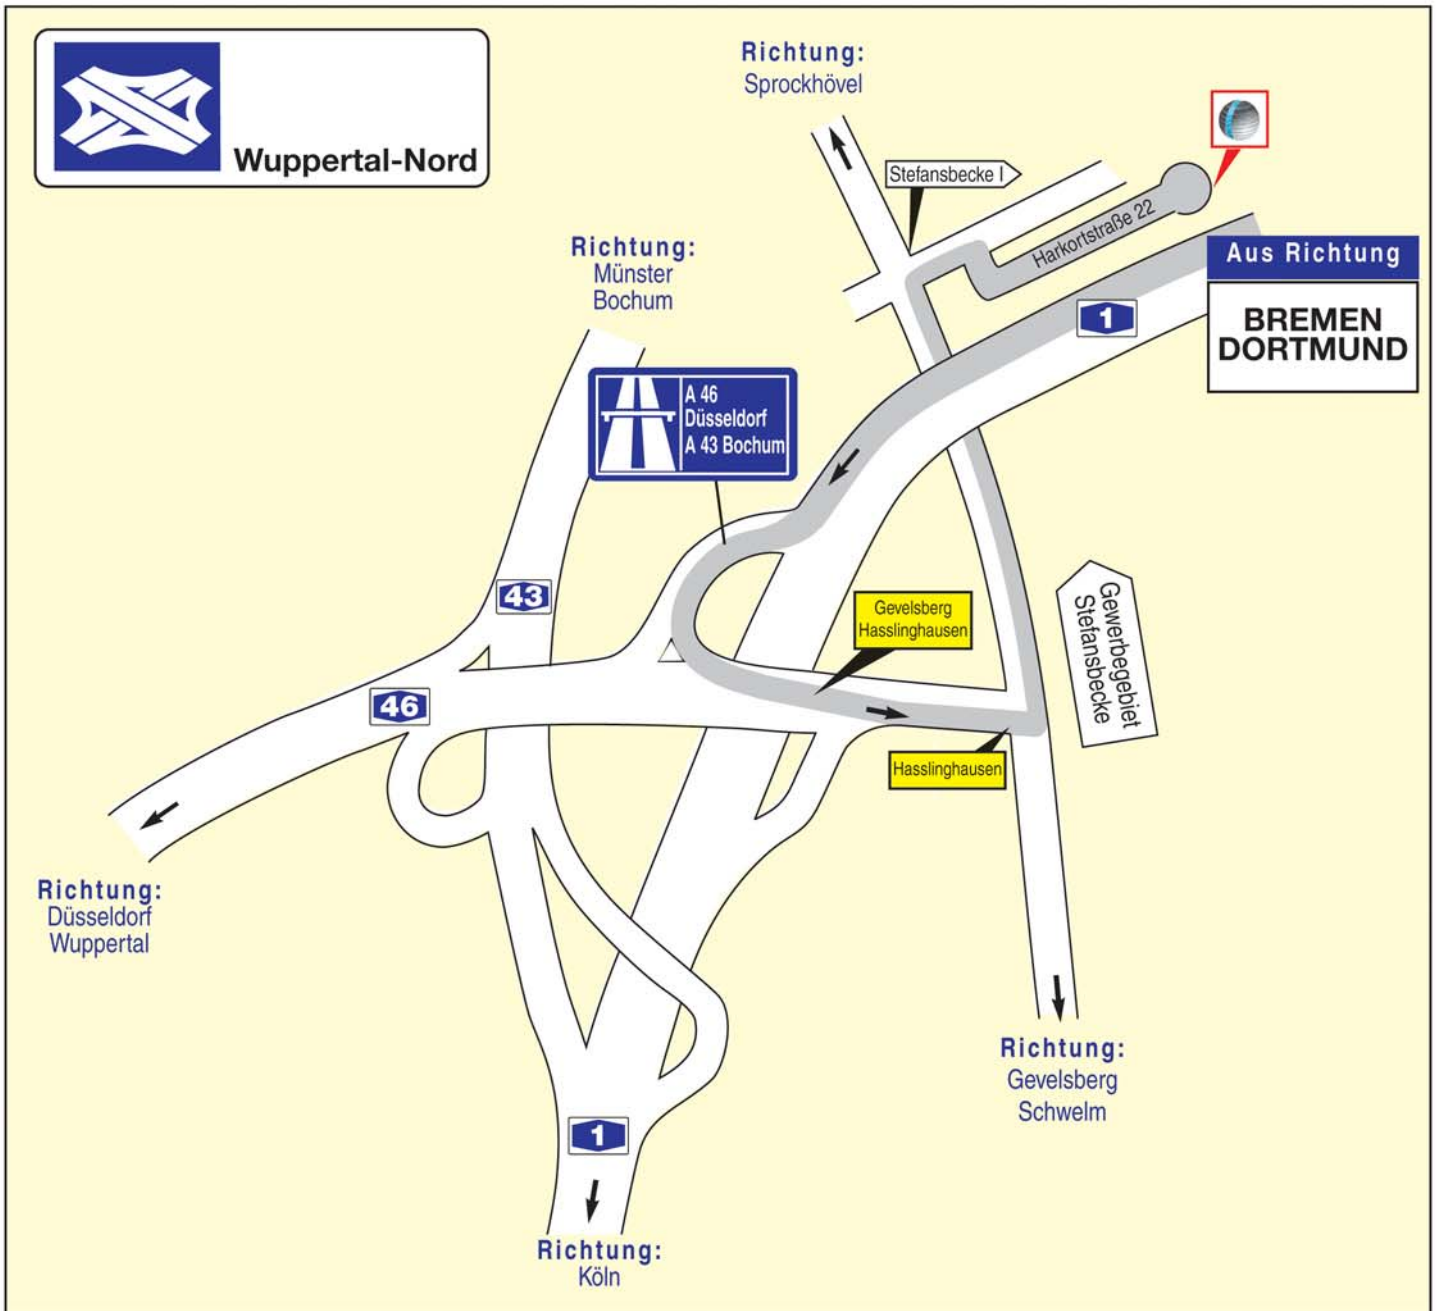 Wuppertal-Nord
Richtung:
Sprockhövel
Stefansbecke I
Harkortstraße 22
Aus Richtung
BREMEN
DORTMUND
1
Richtung:
Münster
Bochum
A 46
Düsseldorf
A 43 Bochum
43
Gevelsberg
Hasslinghausen
Gewerbegebiet
Stefansbecke
46
Hasslinghausen
Richtung:
Düsseldorf
Wuppertal
Richtung:
Gevelsberg
Schwelm
1
Richtung:
Köln